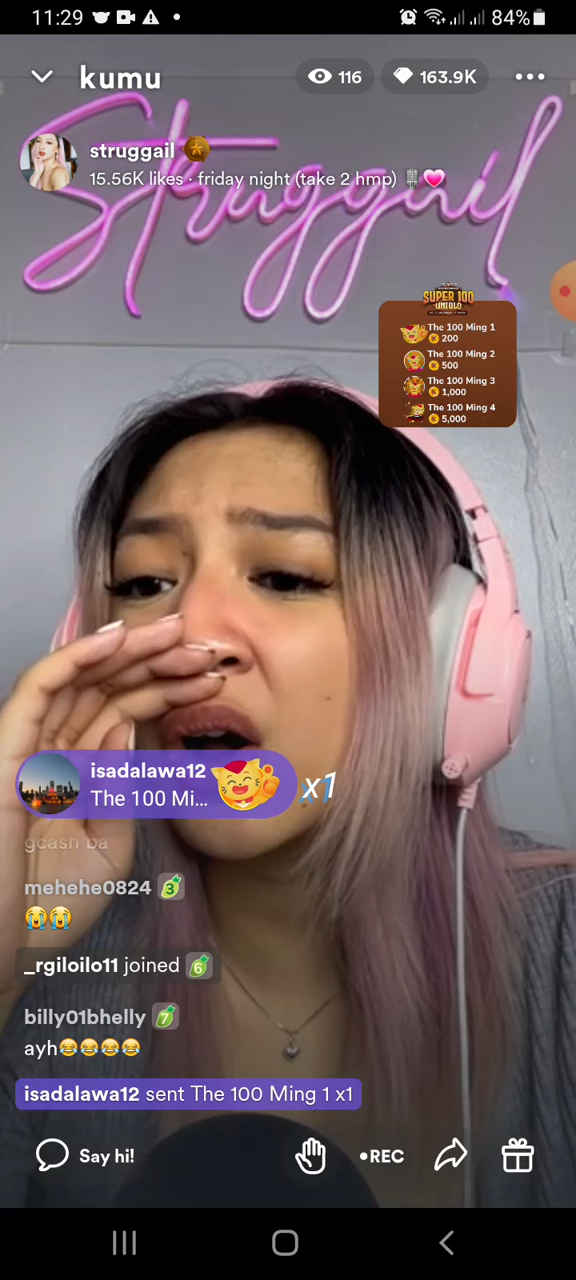 11:29
84%
kumu
116
163.9K
Struggail
struggail
15.56K likes · friday night (take 2 hmp)
SUPER 100
UNTOLD
The 100 Ming 1
200
The 100 Ming 2
500
The 100 Ming 3
1,000
The 100 Ming 4
5,000
isadalawa12
The 100 Mi...
x1
gcash ba
mehehe0824 3
😭😭
_rgiloilo11 joined 6
billy01bhelly 7
ayh😂😂😂😂
isadalawa12 sent The 100 Ming 1 x1
Say hi!
•REC